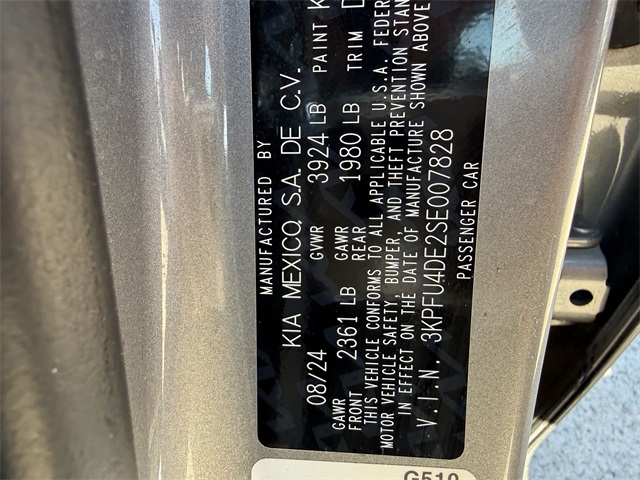 MANUFACTURED BY
KIA MEXICO, S.A. DE C.V.
08/24 GVWR 3924 LB PAINT K
GAWR FRONT 2361 LB GAWR REAR 1980 LB TRIM D
THIS VEHICLE CONFORMS TO ALL APPLICABLE U.S.A. FEDER
MOTOR VEHICLE SAFETY, BUMPER, AND THEFT PREVENTION STAN
IN EFFECT ON THE DATE OF MANUFACTURE SHOWN ABOVE
V.I.N. 3KPFU4DE2SE007828
PASSENGER CAR
G510